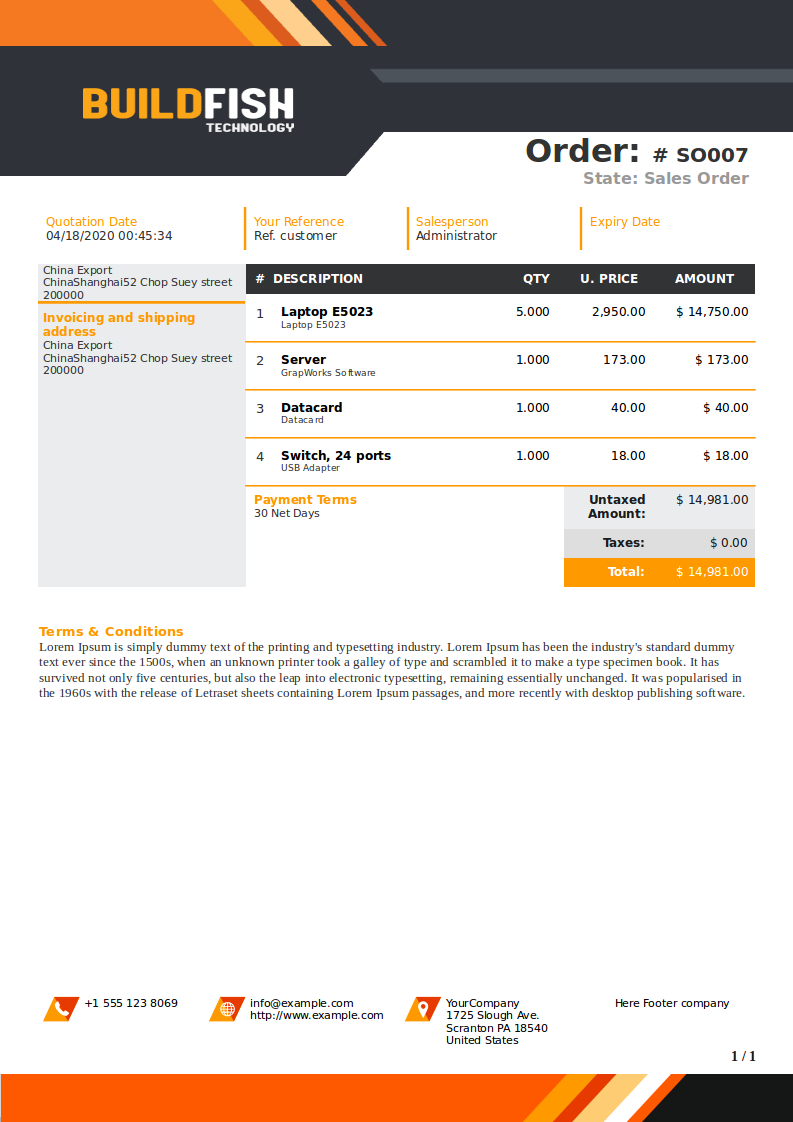 BUILDFISH
TECHNOLOGY
Order: # SO007
State: Sales Order
Quotation Date
04/18/2020 00:45:34
Your Reference
Ref. customer
Salesperson
Administrator
Expiry Date
China Export
ChinaShanghai52 Chop Suey street
200000
Invoicing and shipping
address
China Export
ChinaShanghai52 Chop Suey street
200000
# DESCRIPTION QTY U. PRICE AMOUNT
1 Laptop E5023 5.000 2,950.00 $ 14,750.00
Laptop E5023
2 Server 1.000 173.00 $ 173.00
GrapWorks Software
3 Datacard 1.000 40.00 $ 40.00
Datacard
4 Switch, 24 ports 1.000 18.00 $ 18.00
USB Adapter
Payment Terms
30 Net Days
Untaxed $ 14,981.00
Amount:
Taxes: $ 0.00
Total: $ 14,981.00
Terms & Conditions
Lorem Ipsum is simply dummy text of the printing and typesetting industry. Lorem Ipsum has been the industry's standard dummy
text ever since the 1500s, when an unknown printer took a galley of type and scrambled it to make a type specimen book. It has
survived not only five centuries, but also the leap into electronic typesetting, remaining essentially unchanged. It was popularised in
the 1960s with the release of Letraset sheets containing Lorem Ipsum passages, and more recently with desktop publishing software.
+1 555 123 8069
info@example.com
http://www.example.com
YourCompany
1725 Slough Ave.
Scranton PA 18540
United States
Here Footer company
1 / 1